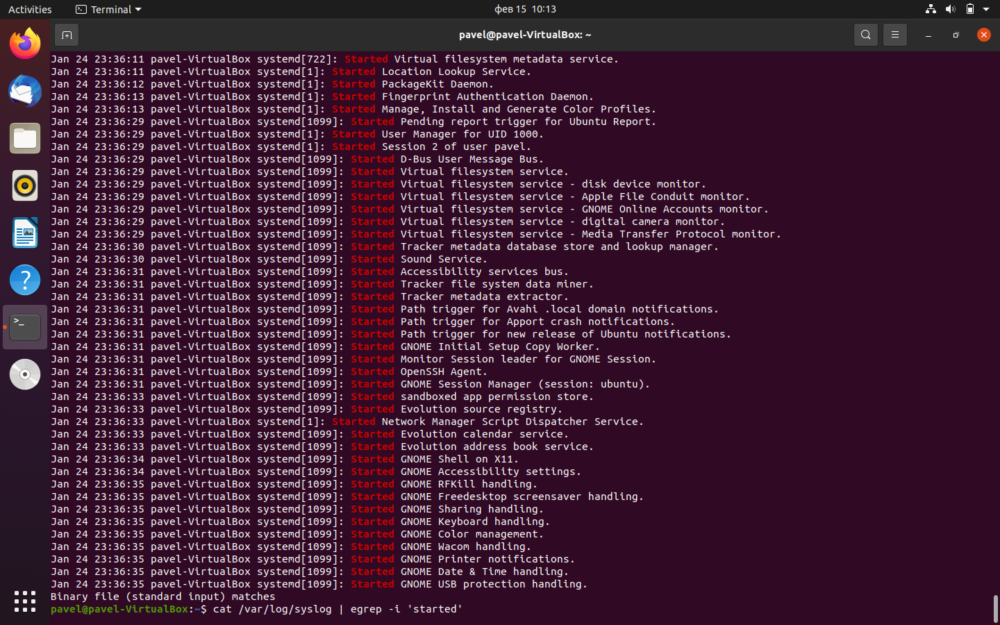 Activities
Terminal
фев 15 10:13
pavel@pavel-VirtualBox: ~
Jan 24 23:36:11 pavel-VirtualBox systemd[722]: Started Virtual filesystem metadata service.
Jan 24 23:36:11 pavel-VirtualBox systemd[1]: Started Location Lookup Service.
Jan 24 23:36:12 pavel-VirtualBox systemd[1]: Started PackageKit Daemon.
Jan 24 23:36:13 pavel-VirtualBox systemd[1]: Started Fingerprint Authentication Daemon.
Jan 24 23:36:13 pavel-VirtualBox systemd[1]: Started Manage, Install and Generate Color Profiles.
Jan 24 23:36:29 pavel-VirtualBox systemd[1099]: Started Pending report trigger for Ubuntu Report.
Jan 24 23:36:29 pavel-VirtualBox systemd[1]: Started User Manager for UID 1000.
Jan 24 23:36:29 pavel-VirtualBox systemd[1]: Started Session 2 of user pavel.
Jan 24 23:36:29 pavel-VirtualBox systemd[1099]: Started D-Bus User Message Bus.
Jan 24 23:36:29 pavel-VirtualBox systemd[1099]: Started Virtual filesystem service.
Jan 24 23:36:29 pavel-VirtualBox systemd[1099]: Started Virtual filesystem service - disk device monitor.
Jan 24 23:36:29 pavel-VirtualBox systemd[1099]: Started Virtual filesystem service - Apple File Conduit monitor.
Jan 24 23:36:29 pavel-VirtualBox systemd[1099]: Started Virtual filesystem service - GNOME Online Accounts monitor.
Jan 24 23:36:29 pavel-VirtualBox systemd[1099]: Started Virtual filesystem service - digital camera monitor.
Jan 24 23:36:29 pavel-VirtualBox systemd[1099]: Started Virtual filesystem service - Media Transfer Protocol monitor.
Jan 24 23:36:30 pavel-VirtualBox systemd[1099]: Started Tracker metadata database store and lookup manager.
Jan 24 23:36:30 pavel-VirtualBox systemd[1099]: Started Sound Service.
Jan 24 23:36:31 pavel-VirtualBox systemd[1099]: Started Accessibility services bus.
Jan 24 23:36:31 pavel-VirtualBox systemd[1099]: Started Tracker file system data miner.
Jan 24 23:36:31 pavel-VirtualBox systemd[1099]: Started Tracker metadata extractor.
Jan 24 23:36:31 pavel-VirtualBox systemd[1099]: Started Path trigger for Avahi .local domain notifications.
Jan 24 23:36:31 pavel-VirtualBox systemd[1099]: Started Path trigger for Apport crash notifications.
Jan 24 23:36:31 pavel-VirtualBox systemd[1099]: Started Path trigger for new release of Ubuntu notifications.
Jan 24 23:36:31 pavel-VirtualBox systemd[1099]: Started GNOME Initial Setup Copy Worker.
Jan 24 23:36:31 pavel-VirtualBox systemd[1099]: Started Monitor Session leader for GNOME Session.
Jan 24 23:36:31 pavel-VirtualBox systemd[1099]: Started OpenSSH Agent.
Jan 24 23:36:31 pavel-VirtualBox systemd[1099]: Started GNOME Session Manager (session: ubuntu).
Jan 24 23:36:33 pavel-VirtualBox systemd[1099]: Started sandboxed app permission store.
Jan 24 23:36:33 pavel-VirtualBox systemd[1099]: Started Evolution source registry.
Jan 24 23:36:33 pavel-VirtualBox systemd[1]: Started Network Manager Script Dispatcher Service.
Jan 24 23:36:33 pavel-VirtualBox systemd[1099]: Started Evolution calendar service.
Jan 24 23:36:33 pavel-VirtualBox systemd[1099]: Started Evolution address book service.
Jan 24 23:36:34 pavel-VirtualBox systemd[1099]: Started GNOME Shell on X11.
Jan 24 23:36:34 pavel-VirtualBox systemd[1099]: Started GNOME Accessibility settings.
Jan 24 23:36:35 pavel-VirtualBox systemd[1099]: Started GNOME RFKill handling.
Jan 24 23:36:35 pavel-VirtualBox systemd[1099]: Started GNOME Freedesktop screensaver handling.
Jan 24 23:36:35 pavel-VirtualBox systemd[1099]: Started GNOME Sharing handling.
Jan 24 23:36:35 pavel-VirtualBox systemd[1099]: Started GNOME Keyboard handling.
Jan 24 23:36:35 pavel-VirtualBox systemd[1099]: Started GNOME Color management.
Jan 24 23:36:35 pavel-VirtualBox systemd[1099]: Started GNOME Wacom handling.
Jan 24 23:36:35 pavel-VirtualBox systemd[1099]: Started GNOME Printer notifications.
Jan 24 23:36:35 pavel-VirtualBox systemd[1099]: Started GNOME Date & Time handling.
Jan 24 23:36:35 pavel-VirtualBox systemd[1099]: Started GNOME USB protection handling.
Binary file (standard input) matches
pavel@pavel-VirtualBox:~$ cat /var/log/syslog | egrep -i 'started'